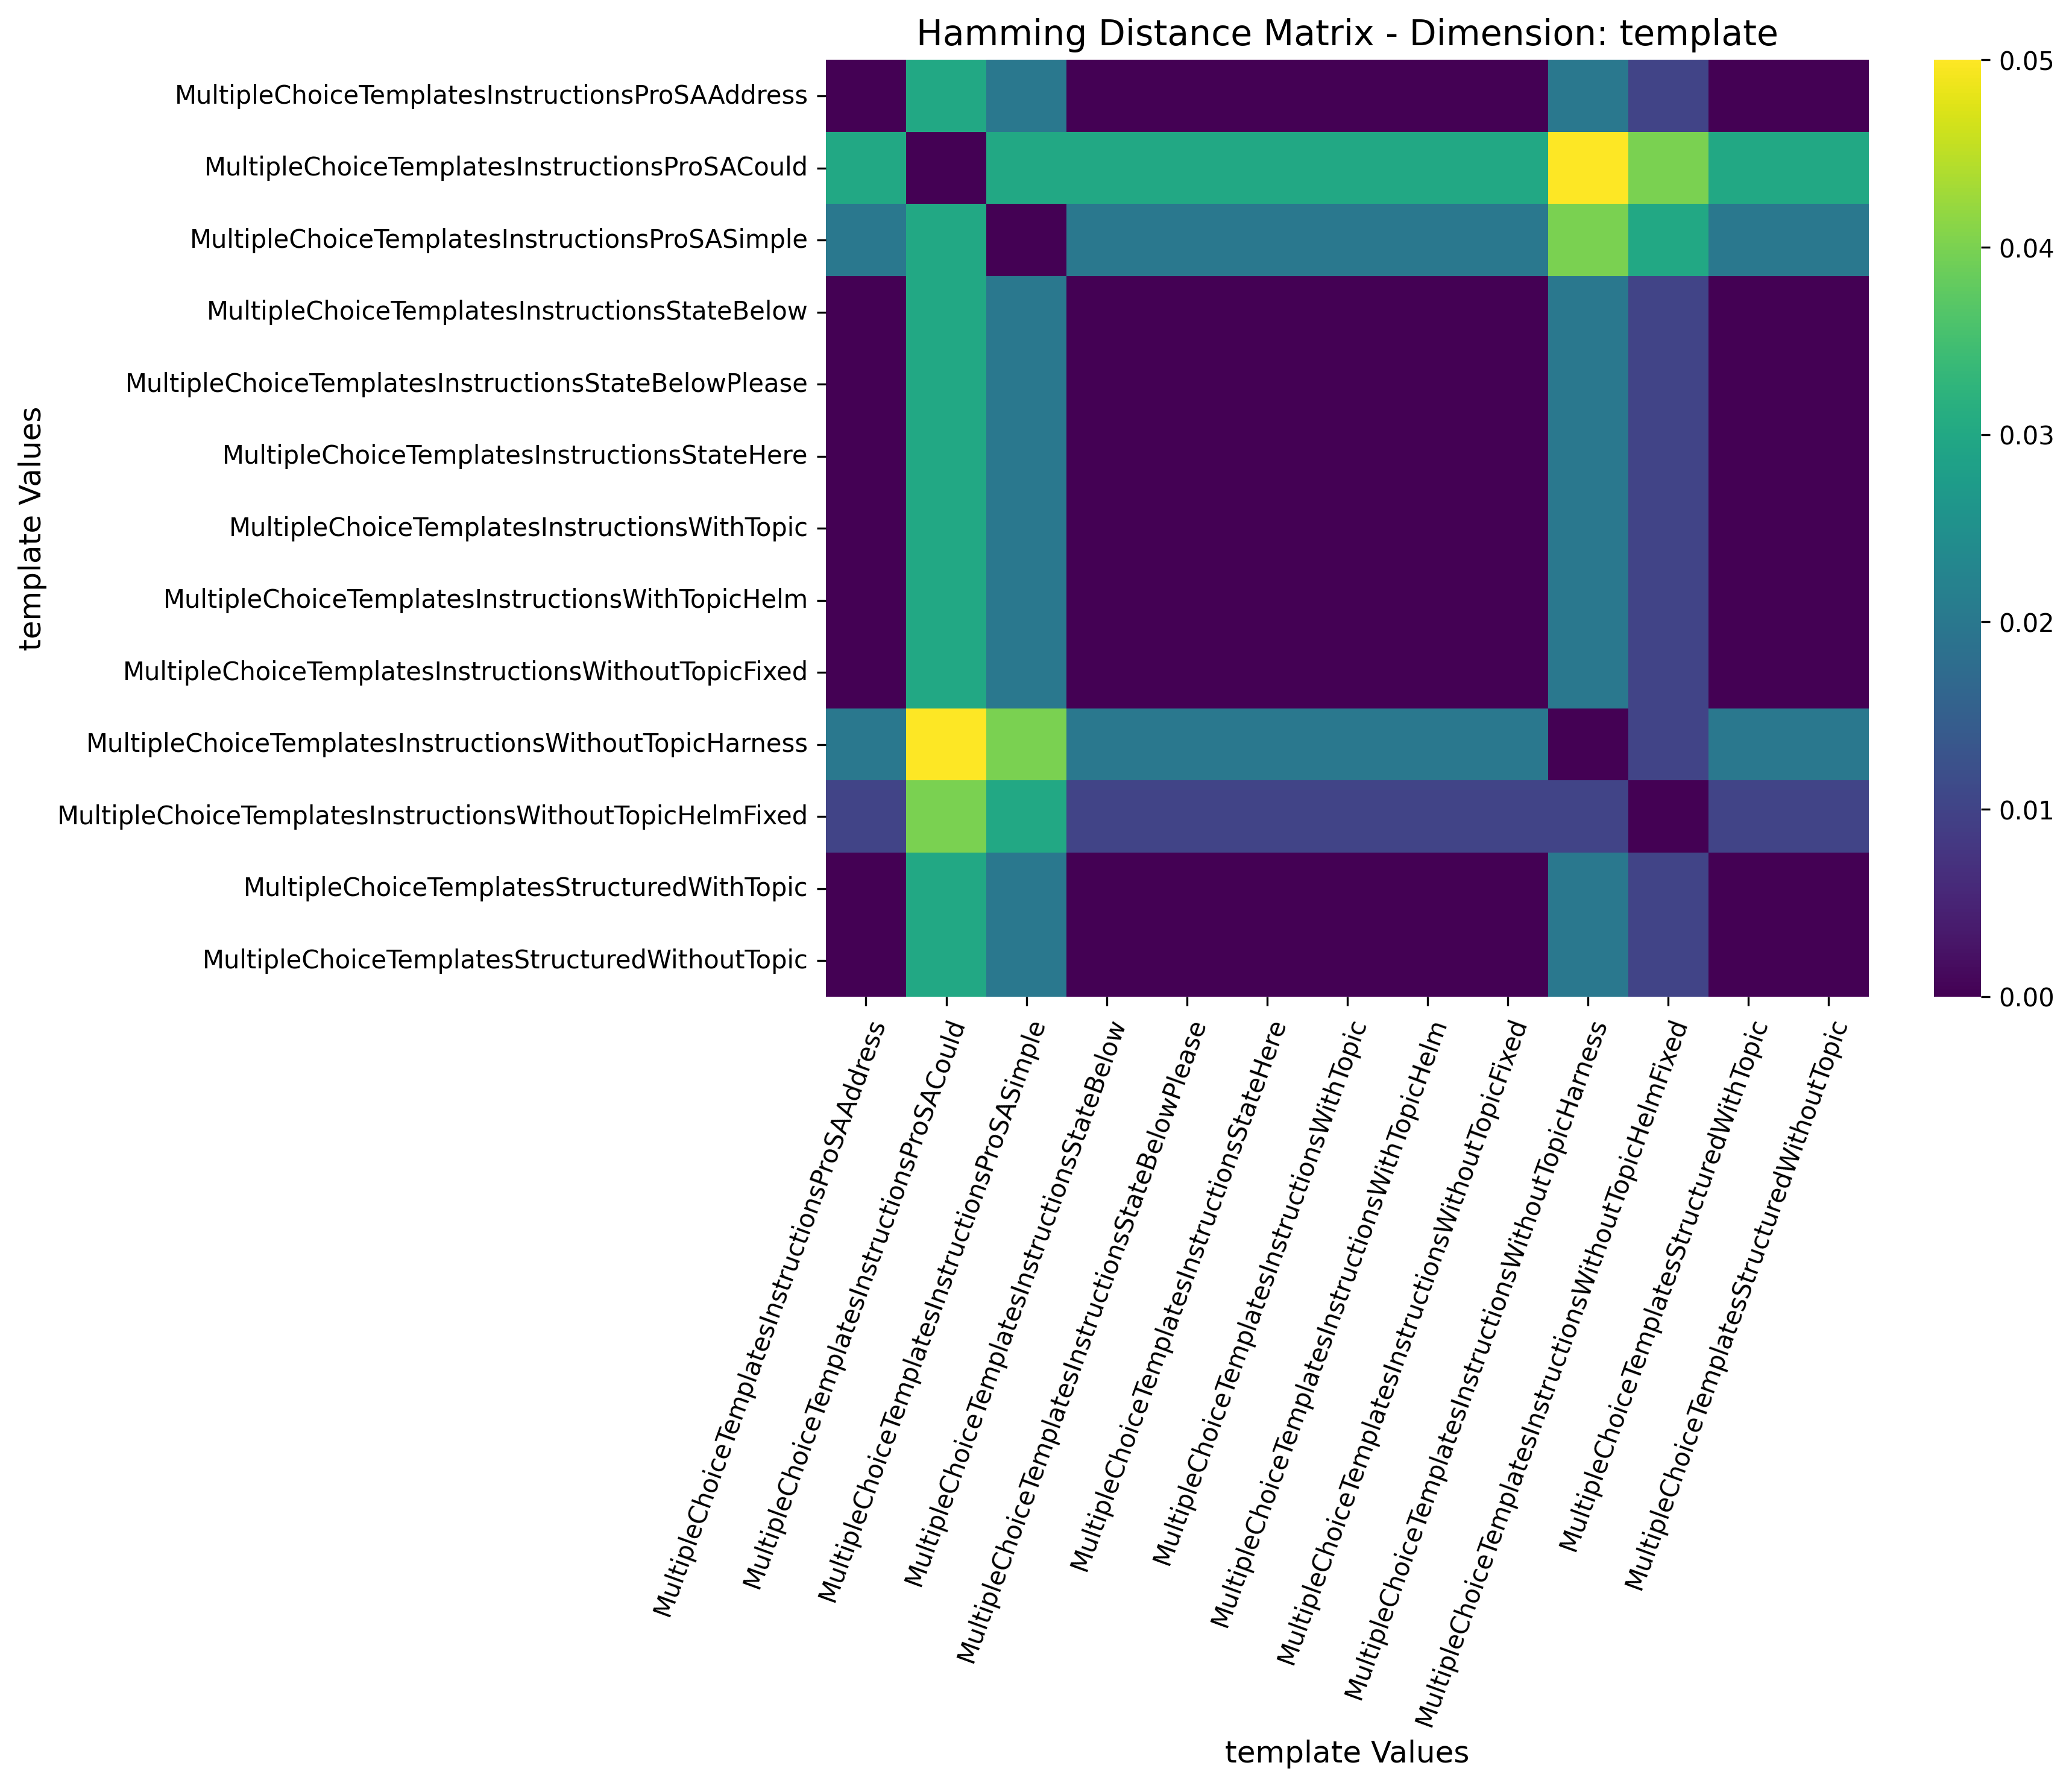 Hamming Distance Matrix - Dimension: template
template Values
MultipleChoiceTemplatesInstructionsProSAAddress
MultipleChoiceTemplatesInstructionsProSACould
MultipleChoiceTemplatesInstructionsProSASimple
MultipleChoiceTemplatesInstructionsStateBelow
MultipleChoiceTemplatesInstructionsStateBelowPlease
MultipleChoiceTemplatesInstructionsStateHere
MultipleChoiceTemplatesInstructionsWithTopic
MultipleChoiceTemplatesInstructionsWithTopicHelm
MultipleChoiceTemplatesInstructionsWithoutTopicFixed
MultipleChoiceTemplatesInstructionsWithoutTopicHarness
MultipleChoiceTemplatesInstructionsWithoutTopicHelmFixed
MultipleChoiceTemplatesStructuredWithTopic
MultipleChoiceTemplatesStructuredWithoutTopic
0.05
0.04
0.03
0.02
0.01
0.00
MultipleChoiceTemplatesInstructionsProSAAddress
MultipleChoiceTemplatesInstructionsProSACould
MultipleChoiceTemplatesInstructionsProSASimple
MultipleChoiceTemplatesInstructionsStateBelow
MultipleChoiceTemplatesInstructionsStateBelowPlease
MultipleChoiceTemplatesInstructionsStateHere
MultipleChoiceTemplatesInstructionsWithTopic
MultipleChoiceTemplatesInstructionsWithTopicHelm
MultipleChoiceTemplatesInstructionsWithoutTopicFixed
MultipleChoiceTemplatesInstructionsWithoutTopicHarness
MultipleChoiceTemplatesInstructionsWithoutTopicHelmFixed
MultipleChoiceTemplatesStructuredWithTopic
MultipleChoiceTemplatesStructuredWithoutTopic
template Values